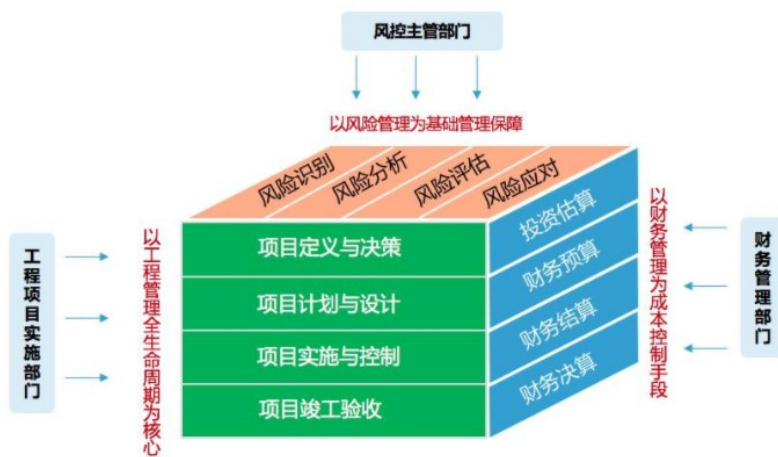 风控主管部门
以风险管理为基础管理保障
风险识别
风险分析
风险评估
风险应对
工程项目实施部门
以工程管理全生命周期为核心
项目定义与决策
项目计划与设计
项目实施与控制
项目竣工验收
投资估算
财务预算
财务结算
财务决算
以财务管理为成本控制手段
财务管理部门